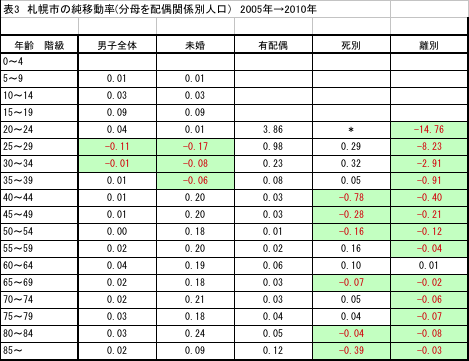 表3 札幌市の純移動率(分母を配偶関係別人口) 2005年→2010年
年齢 階級 男子全体 未婚 有配偶 死別 離別
0~4
5~9 0.01 0.01
10~14 0.03 0.03
15~19 0.09 0.09
20~24 0.04 0.01 3.86 * -14.76
25~29 -0.11 -0.17 0.98 0.29 -8.23
30~34 -0.01 -0.08 0.23 0.32 -2.91
35~39 0.01 -0.06 0.08 0.05 -0.91
40~44 0.01 0.20 0.03 -0.78 -0.40
45~49 0.01 0.20 0.03 -0.28 -0.21
50~54 0.00 0.18 0.01 -0.16 -0.12
55~59 0.02 0.20 0.02 0.16 -0.04
60~64 0.04 0.19 0.06 0.10 0.01
65~69 0.02 0.20 0.03 -0.07 -0.02
70~74 0.02 0.21 0.03 0.05 -0.06
75~79 0.03 0.18 0.04 0.04 -0.07
80~84 0.03 0.24 0.05 -0.04 -0.08
85~ 0.02 0.09 0.12 -0.39 -0.03